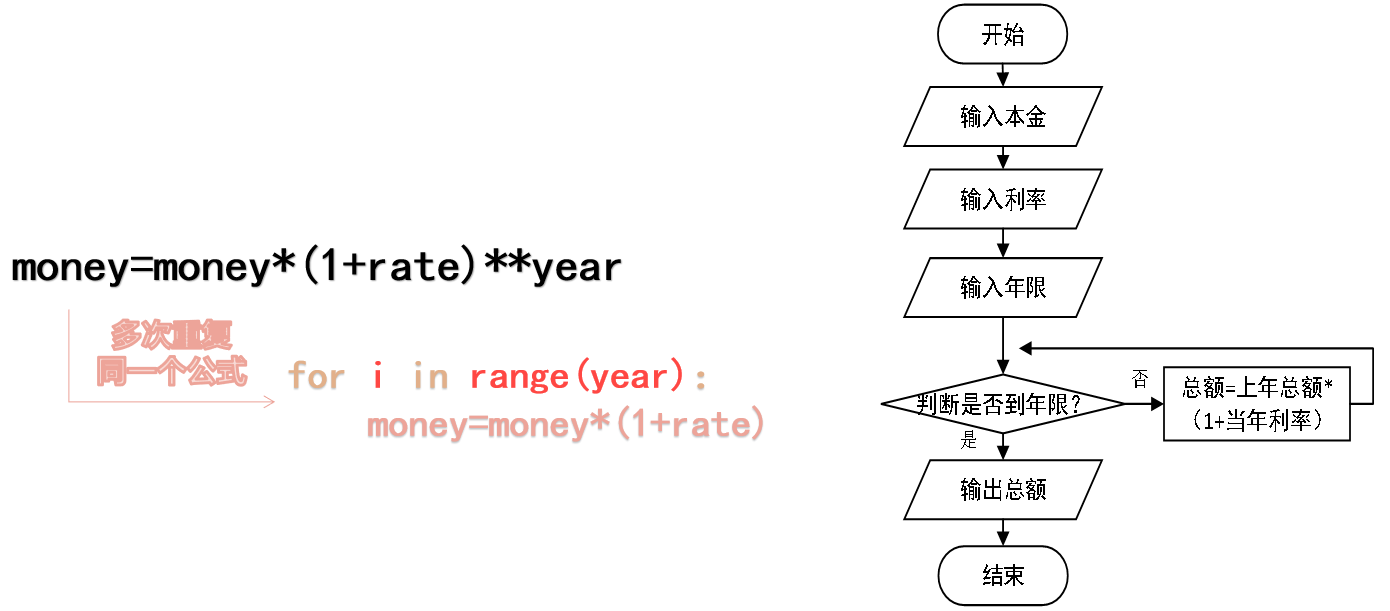 money=money*(1+rate)**year
多次重复
同一个公式
for i in range(year):
money=money*(1+rate)
开始
输入本金
输入利率
输入年限
判断是否到年限?
否
总额=上年总额*
（1+当年利率）
是
输出总额
结束